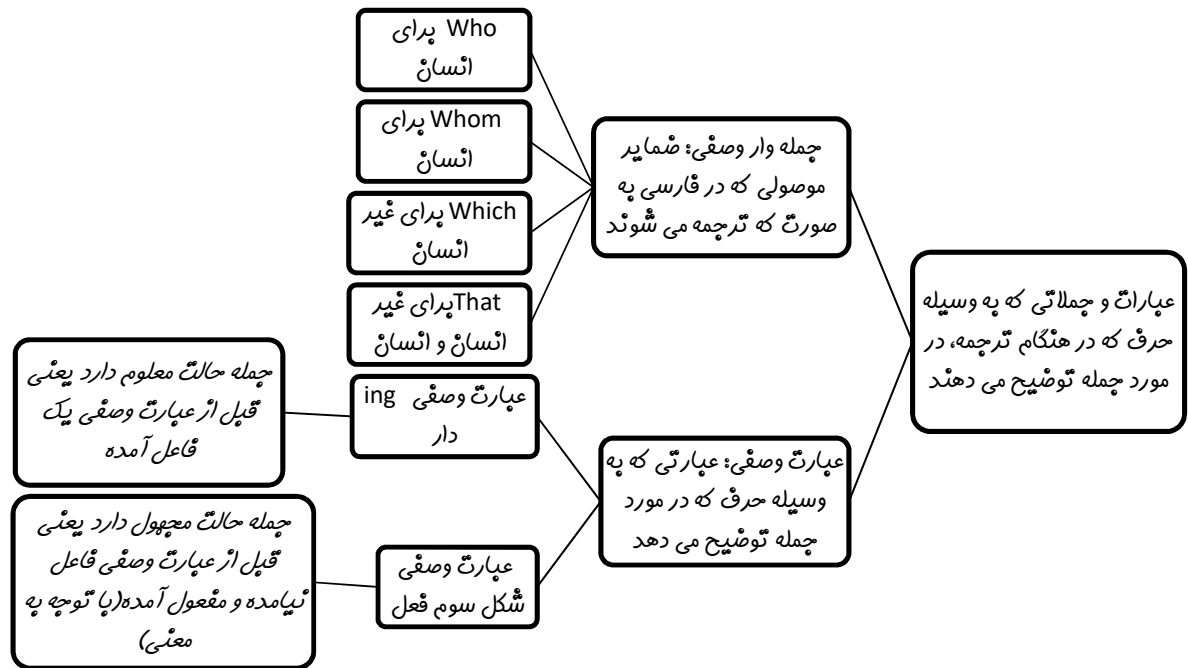 عبارات و جملاتی که به وسیله
حرف که در هنگام ترجمه، در
مورد جمله توضیح می دهند
جمله وار وصفی؛ ضمایر
موصولی که در فارسی به
صورت که ترجمه می شوند
Who برای
انسان
Whom برای
انسان
Which برای غیر
انسان
That برای غیر
انسان و انسان
عبارت وصفی؛ عبارتی که به
وسیله حرف که در مورد
جمله توضیح می دهد
عبارت وصفی ing
دار
جمله حالت معلوم دارد یعنی
قبل از عبارت وصفی یک
فاعل آمده
عبارت وصفی
شکل سوم فعل
جمله حالت مجهول دارد یعنی
قبل از عبارت وصفی فاعل
نیامده و مفعول آمده(با توجه به
معنی)